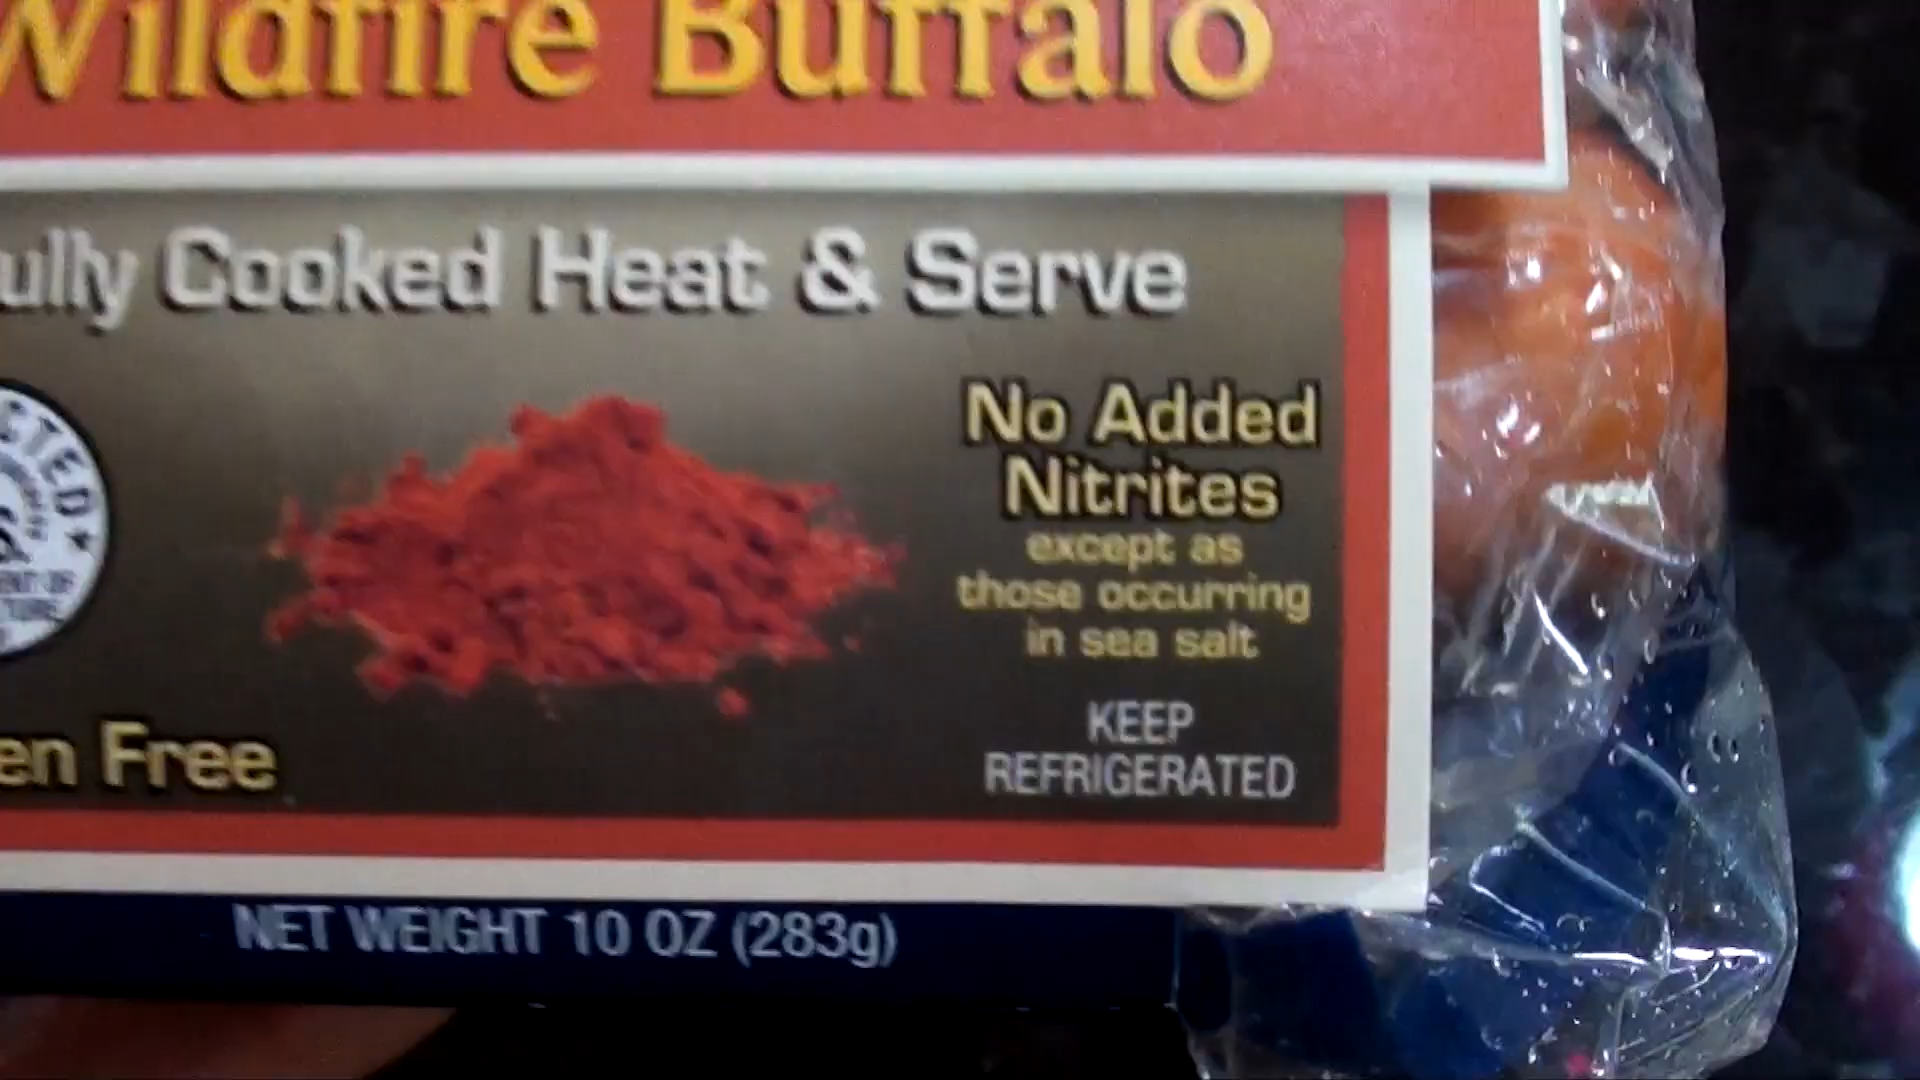 Wildfire Buffalo
ully Cooked Heat & Serve
CTED
No Added
Nitrites
except as
those occurring
in sea salt
KEEP
REFRIGERATED
en Free
NET WEIGHT 10 OZ (283g)